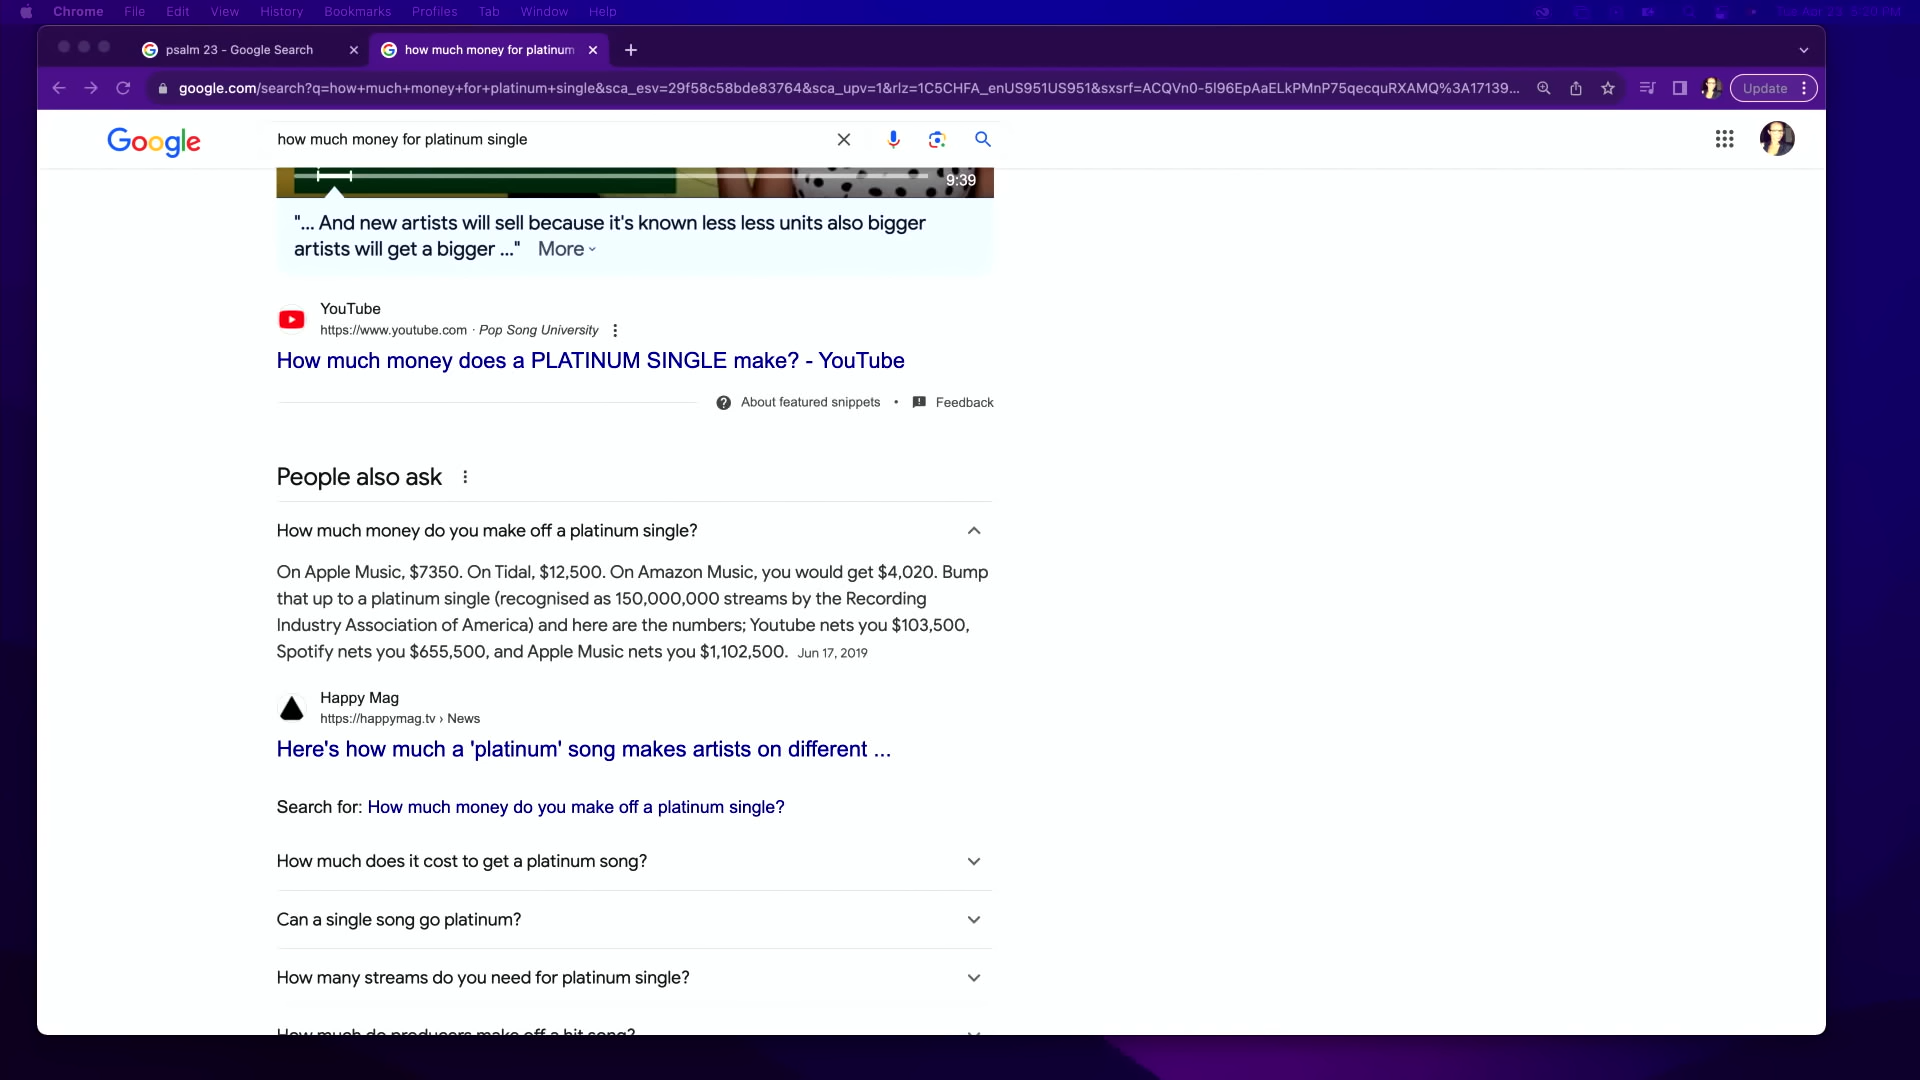 Chrome File Edit View History Bookmarks Profiles Tab Window Help
psalm 23 - Google Search
how much money for platinum
google.com/search?q=how+much+money+for+platinum+single&sca_esv=29f58c58bde83764&sca_upv=1&rlz=1C5CHFA_enUS951US951&sxsrf=ACQVn0-5I96EpAaELkPMnP75qecquRXAMQ%3A17139...
Update
Google
how much money for platinum single
9:39
"... And new artists will sell because it's known less less units also bigger
artists will get a bigger ..." More
YouTube
https://www.youtube.com · Pop Song University
How much money does a PLATINUM SINGLE make? - YouTube
About featured snippets • Feedback
People also ask
How much money do you make off a platinum single?
On Apple Music, $7350. On Tidal, $12,500. On Amazon Music, you would get $4,020. Bump
that up to a platinum single (recognised as 150,000,000 streams by the Recording
Industry Association of America) and here are the numbers; Youtube nets you $103,500,
Spotify nets you $655,500, and Apple Music nets you $1,102,500. Jun 17, 2019
Happy Mag
https://happymag.tv › News
Here's how much a 'platinum' song makes artists on different ...
Search for: How much money do you make off a platinum single?
How much does it cost to get a platinum song?
Can a single song go platinum?
How many streams do you need for platinum single?
How much do producers make off a hit song?